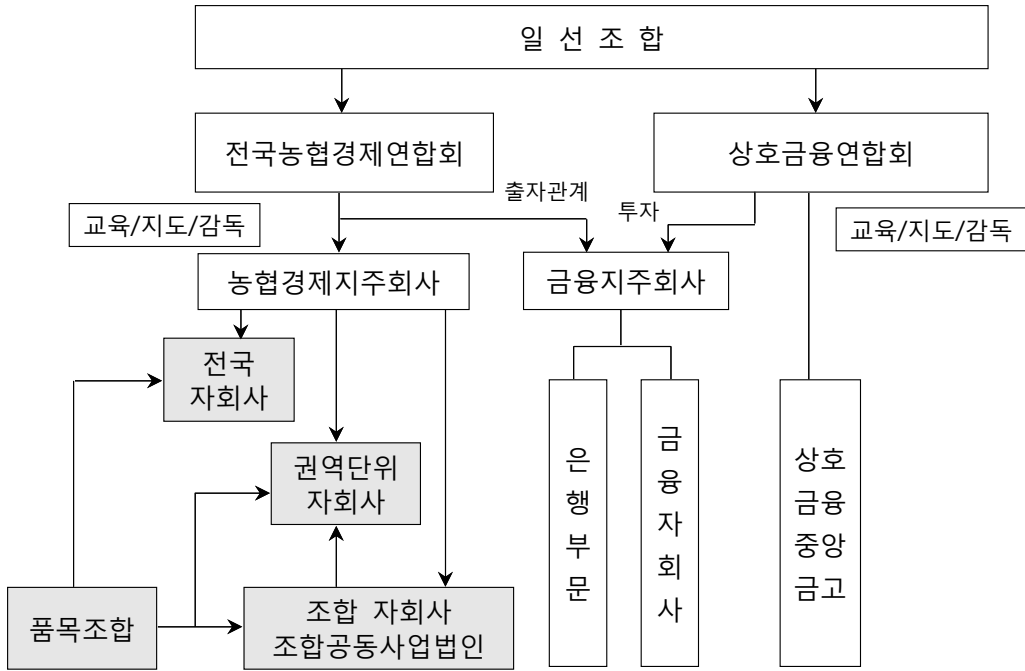 일 선 조 합
전국농협경제연합회
상호금융연합회
출자관계
투자
교육/지도/감독
교육/지도/감독
농협경제지주회사
금융지주회사
전국
자회사
권역단위
자회사
은행부문
금융자회사
상호
금융
중앙
금고
품목조합
조합 자회사
조합공동사업법인